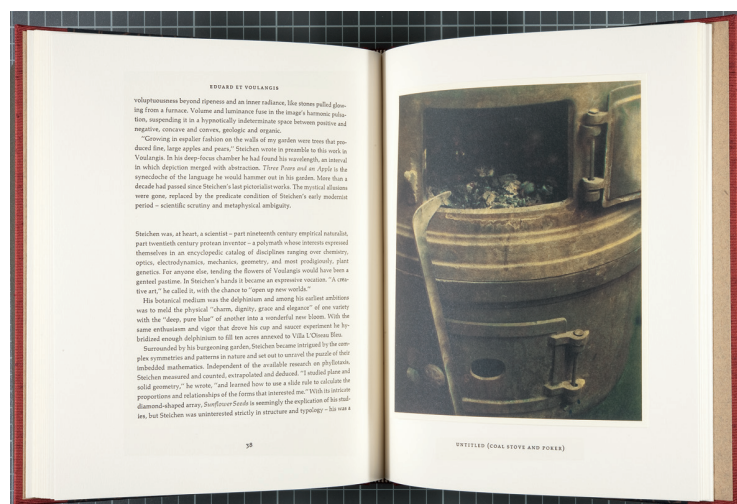 EDUARD ET VOULANGIS
voluptuousness beyond ripeness and an inner radiance, like stones pulled glow-
ing from a furnace. Volume and luminance fuse in the image's harmonic pulsa-
tion, suspending it in a hypnotically indeterminate space between positive and
negative, concave and convex, geologic and organic.
"Growing in espalier fashion on the walls of my garden were trees that pro-
duced fine, large apples and pears," Steichen wrote in preamble to this work in
Voulangis. In his deep-focus chamber he had found his wavelength, an interval
in which depiction merged with abstraction. Three Pears and an Apple is the
synecdoche of the language he would hammer out in his garden. More than a
decade had passed since Steichen's last pictorialist works. The mystical allusions
were gone, replaced by the predicate condition of Steichen's early modernist
period – scientific scrutiny and metaphysical ambiguity.
Steichen was, at heart, a scientist – part nineteenth century empirical naturalist,
part twentieth century protean inventor – a polymath whose interests expressed
themselves in an encyclopedic catalog of disciplines ranging over chemistry,
optics, electrodynamics, mechanics, geometry, and most prodigiously, plant
genetics. For anyone else, tending the flowers of Voulangis would have been a
genteel pastime. In Steichen's hands it became an expressive vocation. "A crea-
tive art," he called it, with the chance to "open up new worlds."
His botanical medium was the delphinium and among his earliest ambitions
was to meld the physical "charm, dignity, grace and elegance" of one variety
with the "deep, pure blue" of another into a wonderful new bloom. With the
same enthusiasm and vigor that drove his cup and saucer experiment he hy-
bridized enough delphinium to fill ten acres annexed to Villa L'Oiseau Bleu.
Surrounded by his burgeoning garden, Steichen became intrigued by the com-
plex symmetries and patterns in nature and set out to unravel the puzzle of their
imbedded mathematics. Independent of the available research on phyllotaxis,
Steichen measured and counted, extrapolated and deduced. "I studied plane and
solid geometry," he wrote, "and learned how to use a slide rule to calculate the
proportions and relationships of the forms that interested me." With its intricate
diamond-shaped array, Sunflower Seeds is seemingly the explication of his stud-
ies, but Steichen was uninterested strictly in structure and typology – his was a
38
UNTITLED (COAL STOVE AND POKER)